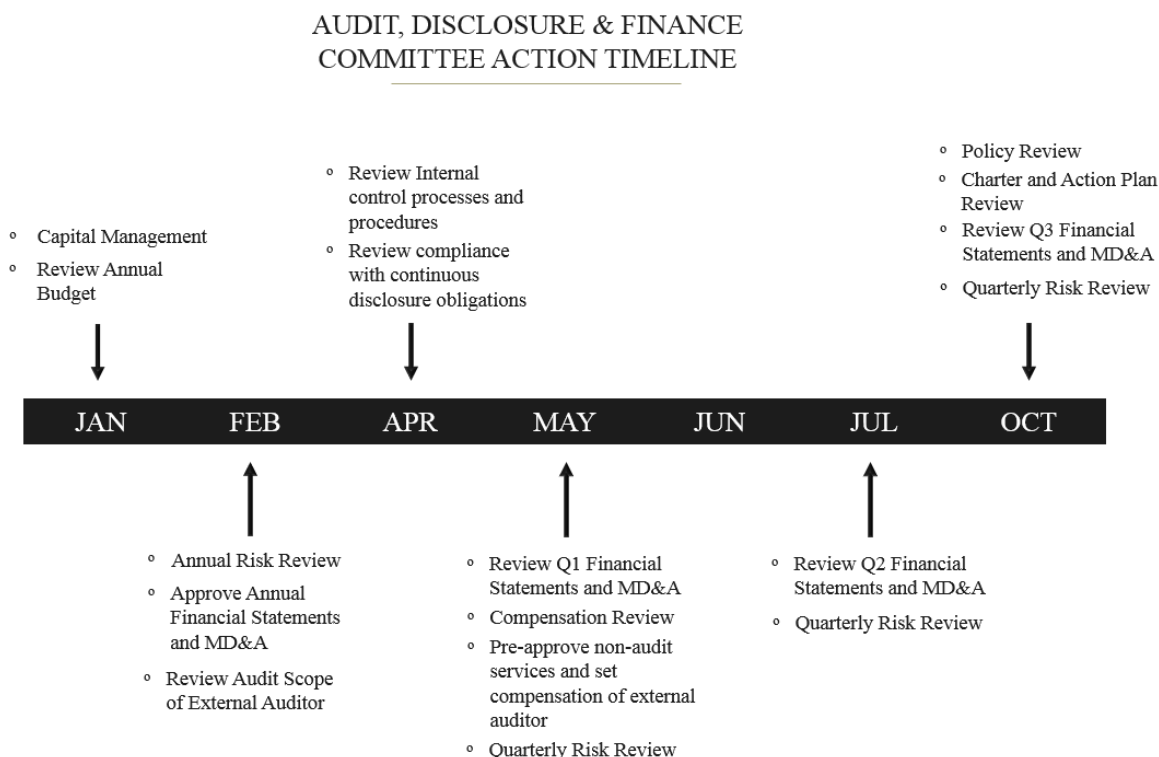 AUDIT, DISCLOSURE & FINANCE
COMMITTEE ACTION TIMELINE
º Capital Management
º Review Annual
Budget
º Review Internal
control processes and
procedures
º Review compliance
with continuous
disclosure obligations
º Policy Review
º Charter and Action Plan
Review
º Review Q3 Financial
Statements and MD&A
º Quarterly Risk Review
JAN FEB APR MAY JUN JUL OCT
º Annual Risk Review
º Approve Annual
Financial Statements
and MD&A
º Review Audit Scope
of External Auditor
º Review Q1 Financial
Statements and MD&A
º Compensation Review
º Pre-approve non-audit
services and set
compensation of external
auditor
º Quarterly Risk Review
º Review Q2 Financial
Statements and MD&A
º Quarterly Risk Review